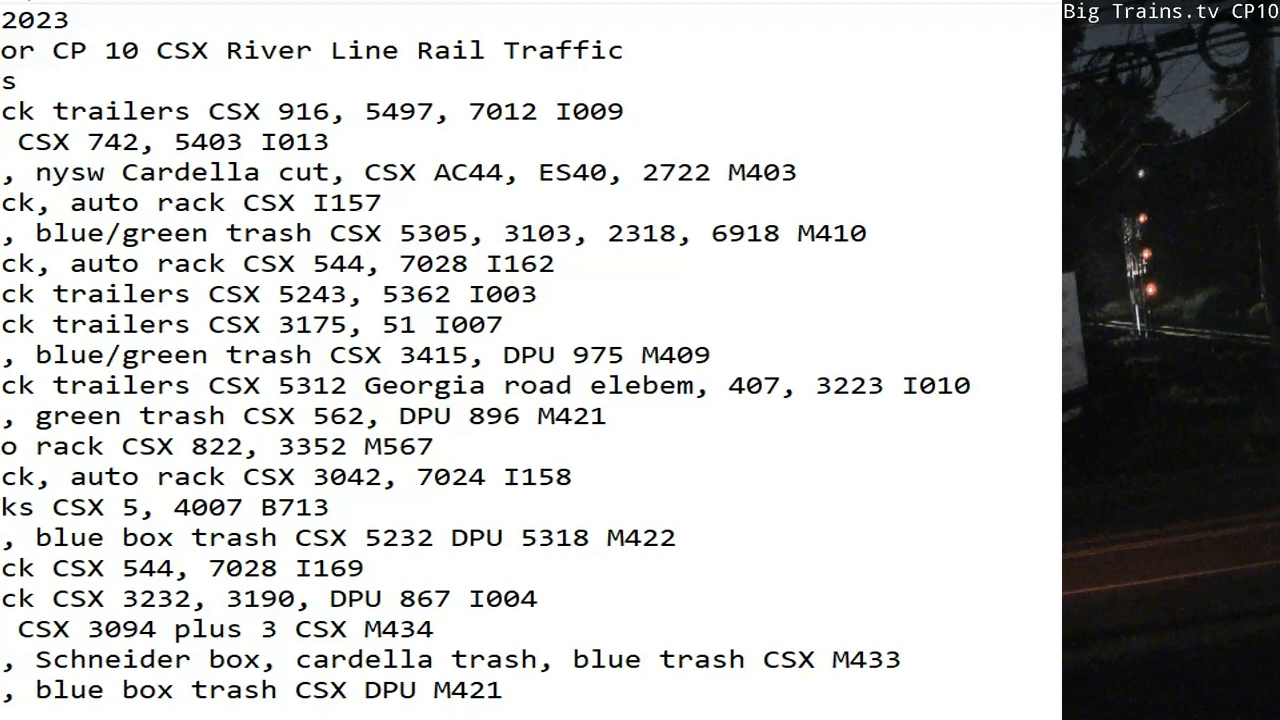 2023
or CP 10 CSX River Line Rail Traffic
s
ck trailers CSX 916, 5497, 7012 I009
CSX 742, 5403 I013
, nysw Cardella cut, CSX AC44, ES40, 2722 M403
ck, auto rack CSX I157
, blue/green trash CSX 5305, 3103, 2318, 6918 M410
ck, auto rack CSX 544, 7028 I162
ck trailers CSX 5243, 5362 I003
ck trailers CSX 3175, 51 I007
, blue/green trash CSX 3415, DPU 975 M409
ck trailers CSX 5312 Georgia road elebem, 407, 3223 I010
, green trash CSX 562, DPU 896 M421
o rack CSX 822, 3352 M567
ck, auto rack CSX 3042, 7024 I158
ks CSX 5, 4007 B713
, blue box trash CSX 5232 DPU 5318 M422
ck CSX 544, 7028 I169
ck CSX 3232, 3190, DPU 867 I004
CSX 3094 plus 3 CSX M434
, Schneider box, cardella trash, blue trash CSX M433
, blue box trash CSX DPU M421
Big Trains.tv CP10